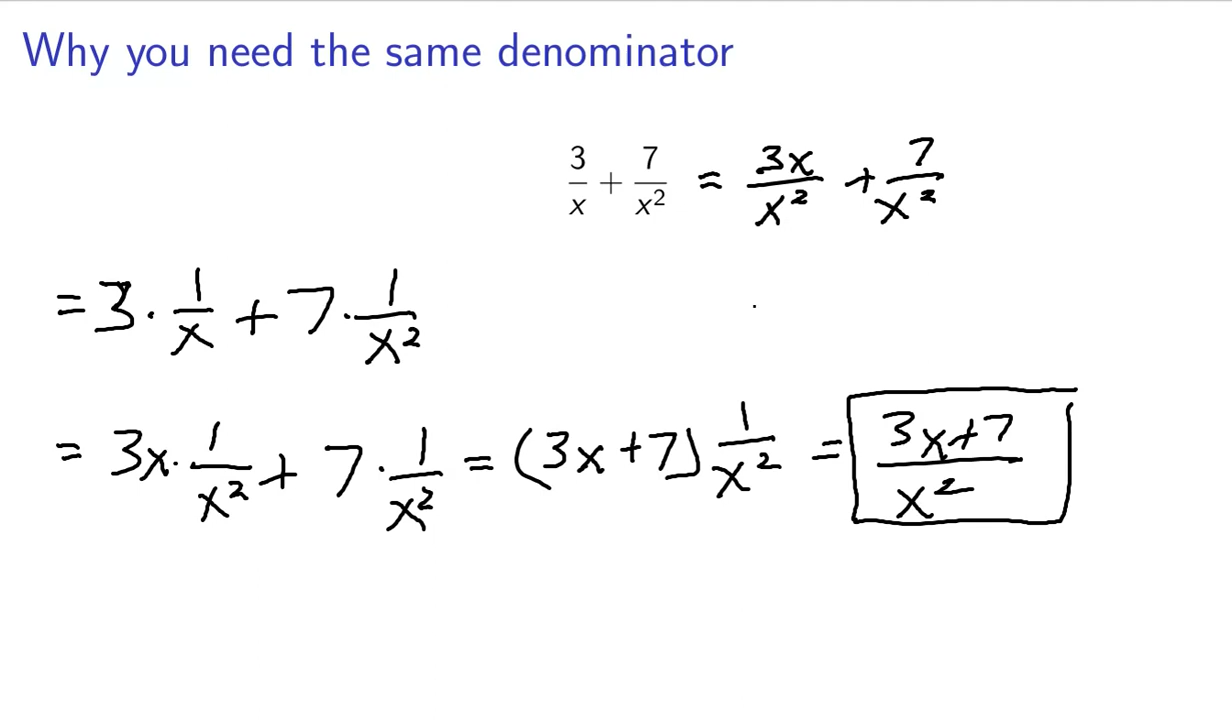 Why you need the same denominator
3/x + 7/x² = 3x/x² + 7/x²
= 3 · 1/x + 7 · 1/x²
= 3x · 1/x² + 7 · 1/x² = (3x + 7) 1/x² = 3x+7/x²